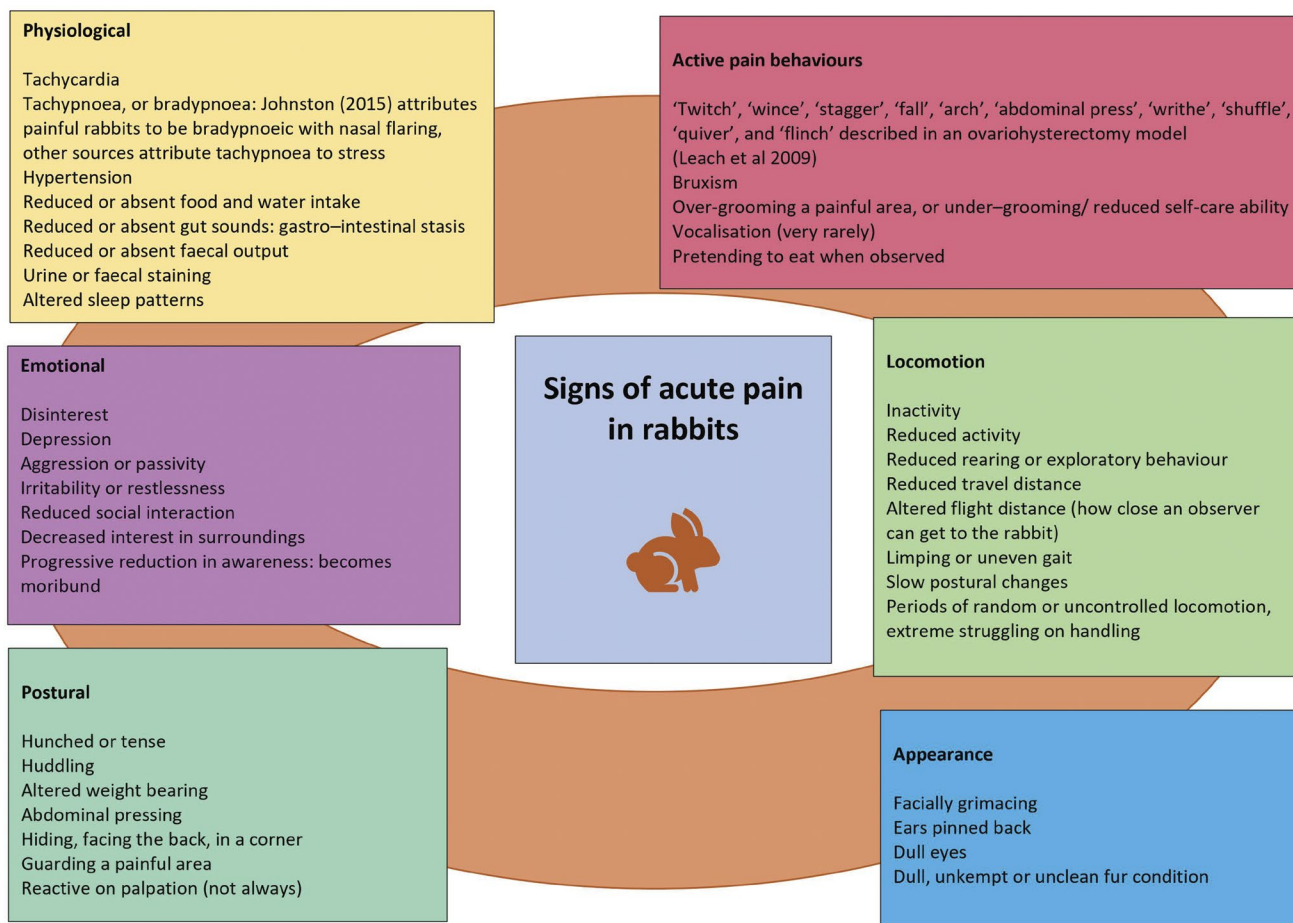 Physiological
Tachycardia
Tachypnoea, or bradypnoea: Johnston (2015) attributes
painful rabbits to be bradypnoeic with nasal flaring,
other sources attribute tachypnoea to stress
Hypertension
Reduced or absent food and water intake
Reduced or absent gut sounds: gastro–intestinal stasis
Reduced or absent faecal output
Urine or faecal staining
Altered sleep patterns
Active pain behaviours
‘Twitch’, ‘wince’, ‘stagger’, ‘fall’, ‘arch’, ‘abdominal press’, ‘writhe’, ‘shuffle’,
‘quiver’, and ‘flinch’ described in an ovariohysterectomy model
(Leach et al 2009)
Bruxism
Over-grooming a painful area, or under–grooming/ reduced self-care ability
Vocalisation (very rarely)
Pretending to eat when observed
Emotional
Disinterest
Depression
Aggression or passivity
Irritability or restlessness
Reduced social interaction
Decreased interest in surroundings
Progressive reduction in awareness: becomes
moribund
Signs of acute pain
in rabbits
Locomotion
Inactivity
Reduced activity
Reduced rearing or exploratory behaviour
Reduced travel distance
Altered flight distance (how close an observer
can get to the rabbit)
Limping or uneven gait
Slow postural changes
Periods of random or uncontrolled locomotion,
extreme struggling on handling
Postural
Hunched or tense
Huddling
Altered weight bearing
Abdominal pressing
Hiding, facing the back, in a corner
Guarding a painful area
Reactive on palpation (not always)
Appearance
Facially grimacing
Ears pinned back
Dull eyes
Dull, unkempt or unclean fur condition